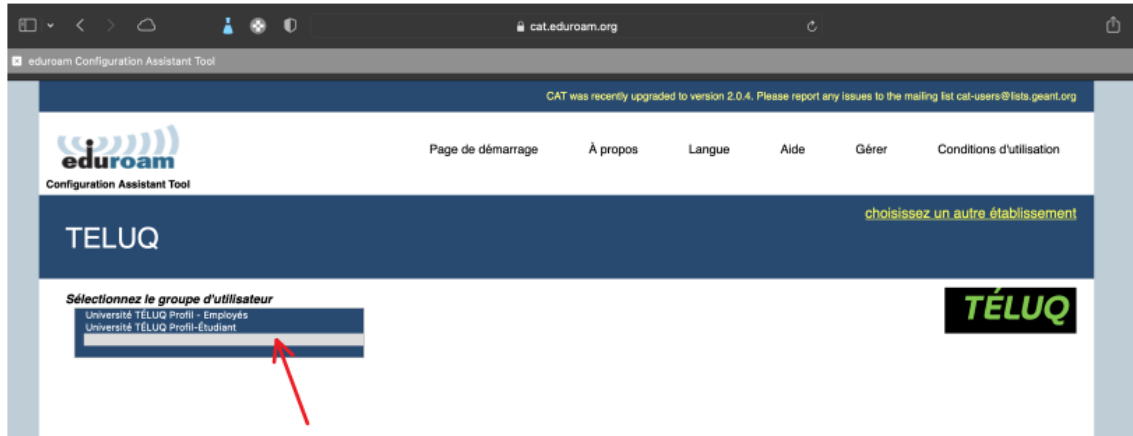 cat.eduroam.org
eduroam Configuration Assistant Tool
CAT was recently upgraded to version 2.0.4. Please report any issues to the mailing list cat-users@lists.geant.org
eduroam
Configuration Assistant Tool
Page de démarrage À propos Langue Aide Gérer Conditions d'utilisation
choisissez un autre établissement
TELUQ
Sélectionnez le groupe d'utilisateur
Université TÉLUQ Profil - Employés
Université TÉLUQ Profil-Étudiant
TÉLUQ